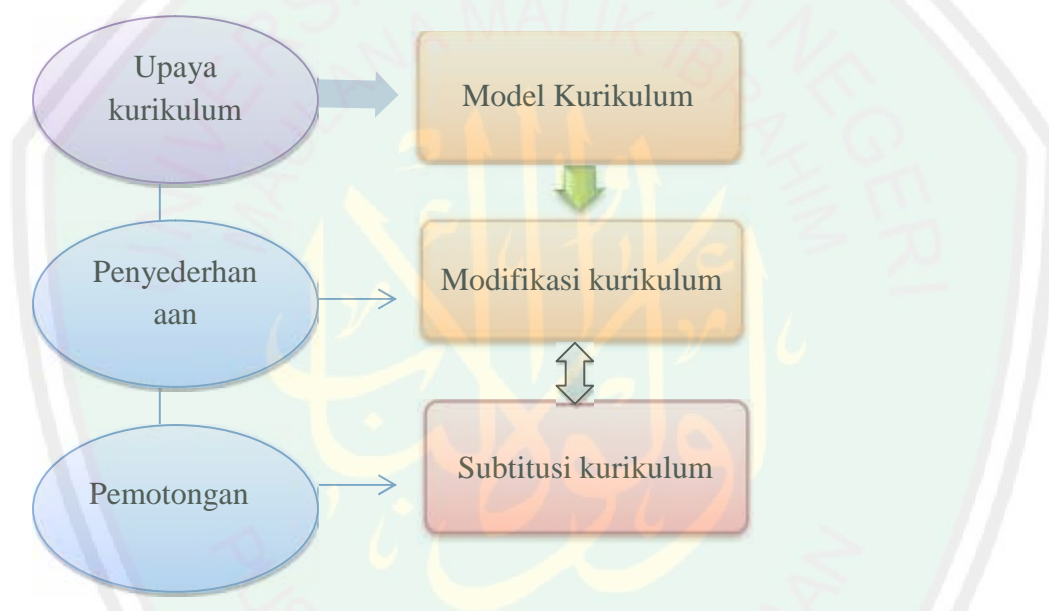 Upaya
kurikulum
Model Kurikulum
Penyederhan
aan
Modifikasi kurikulum
Pemotongan
Subtitusi kurikulum